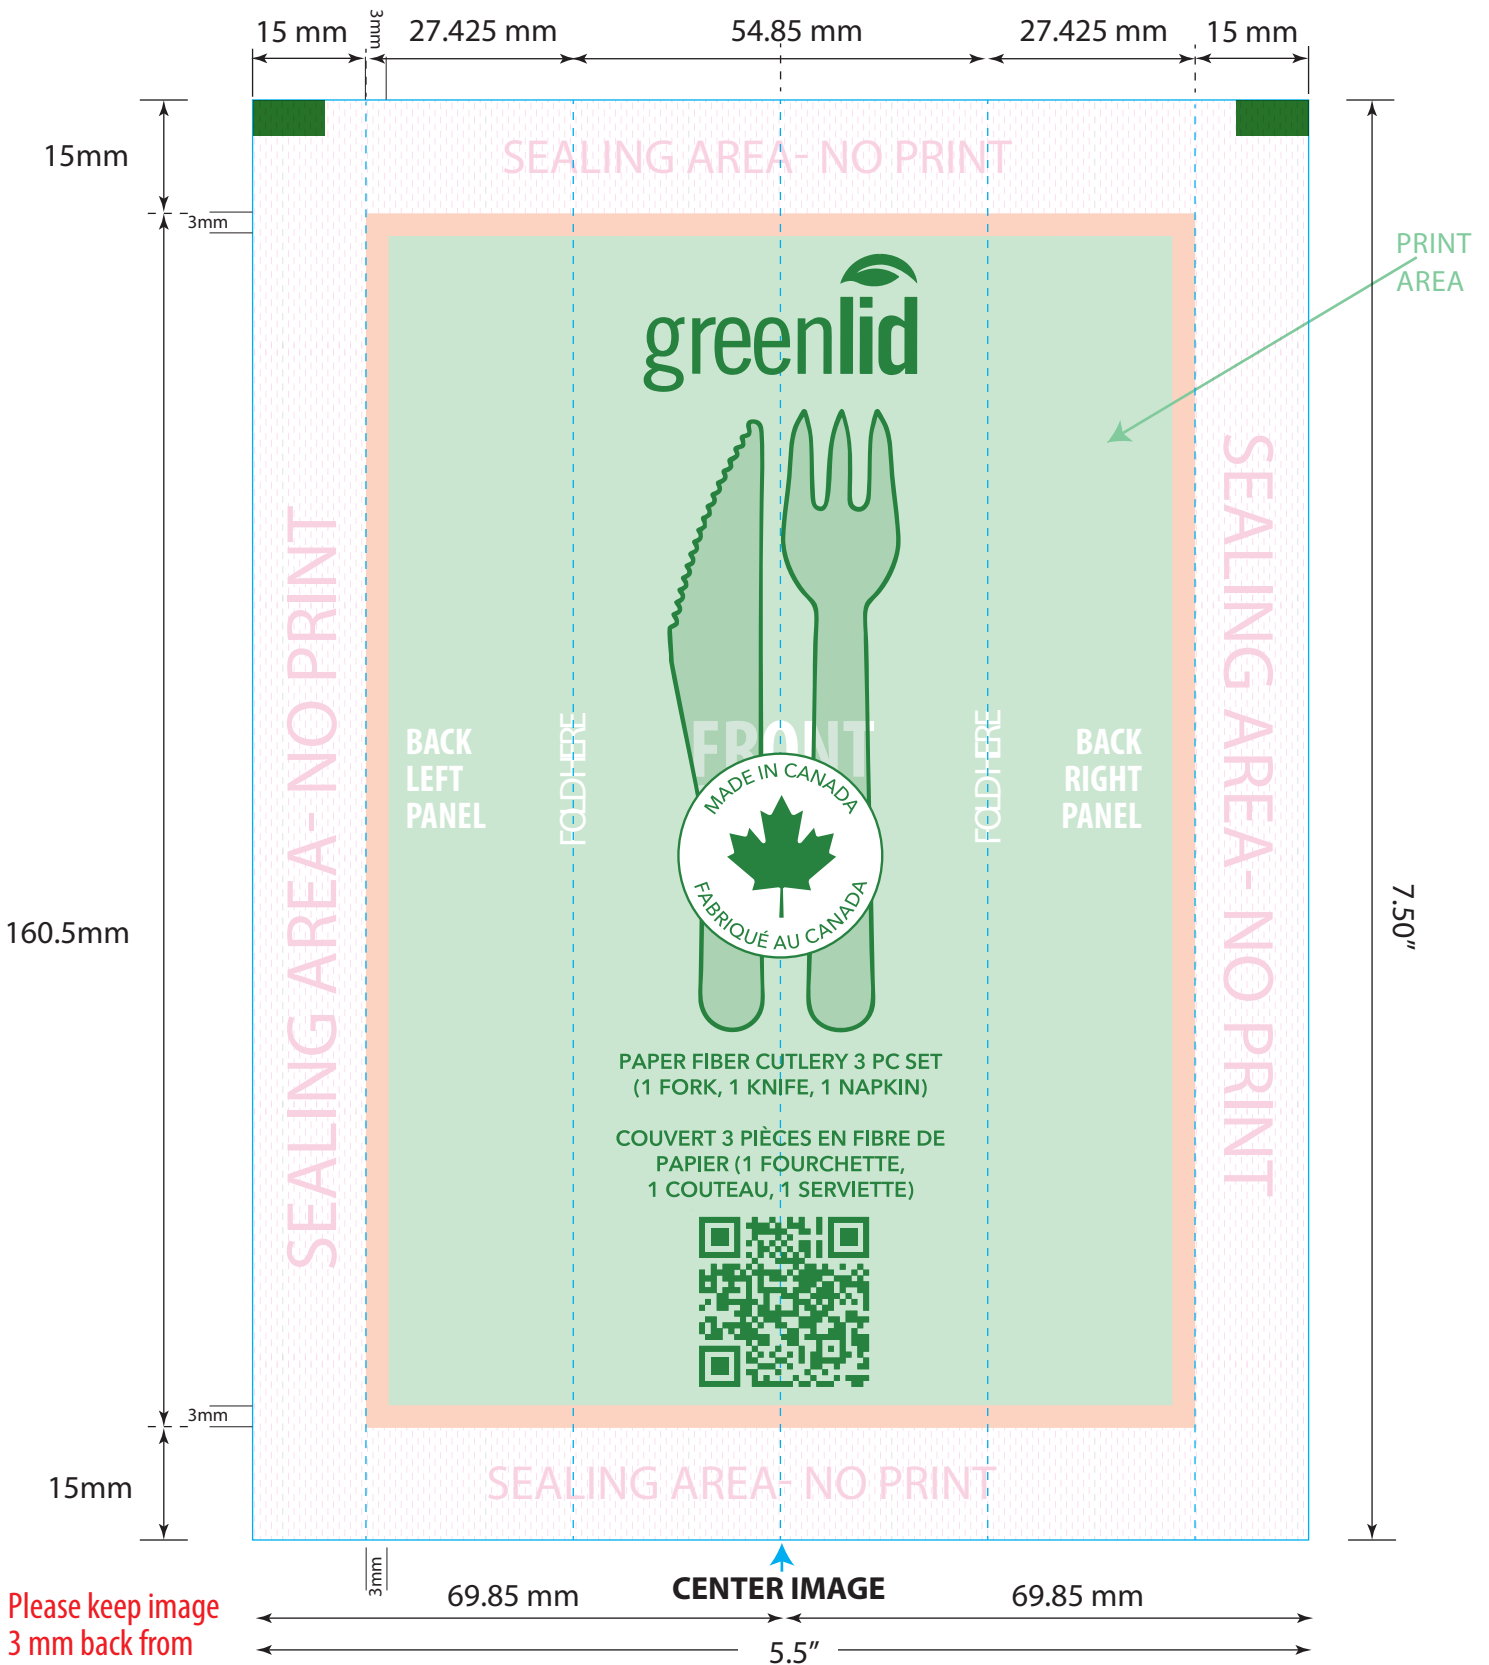 15 mm
3mm
27.425 mm
54.85 mm
27.425 mm
15 mm
15mm
SEALING AREA- NO PRINT
3mm
PRINT
AREA
greenlid
SEALING AREA- NO PRINT
SEALING AREA- NO PRINT
BACK
LEFT
PANEL
FOLD HERE
FRONT
FOLD HERE
BACK
RIGHT
PANEL
MADE IN CANADA
FABRIQUÉ AU CANADA
160.5mm
7.50”
PAPER FIBER CUTLERY 3 PC SET
(1 FORK, 1 KNIFE, 1 NAPKIN)
COUVERT 3 PIÈCES EN FIBRE DE
PAPIER (1 FOURCHETTE,
1 COUTEAU, 1 SERVIETTE)
3mm
15mm
SEALING AREA- NO PRINT
3mm
CENTER IMAGE
69.85 mm
69.85 mm
5.5”
Please keep image
3 mm back from